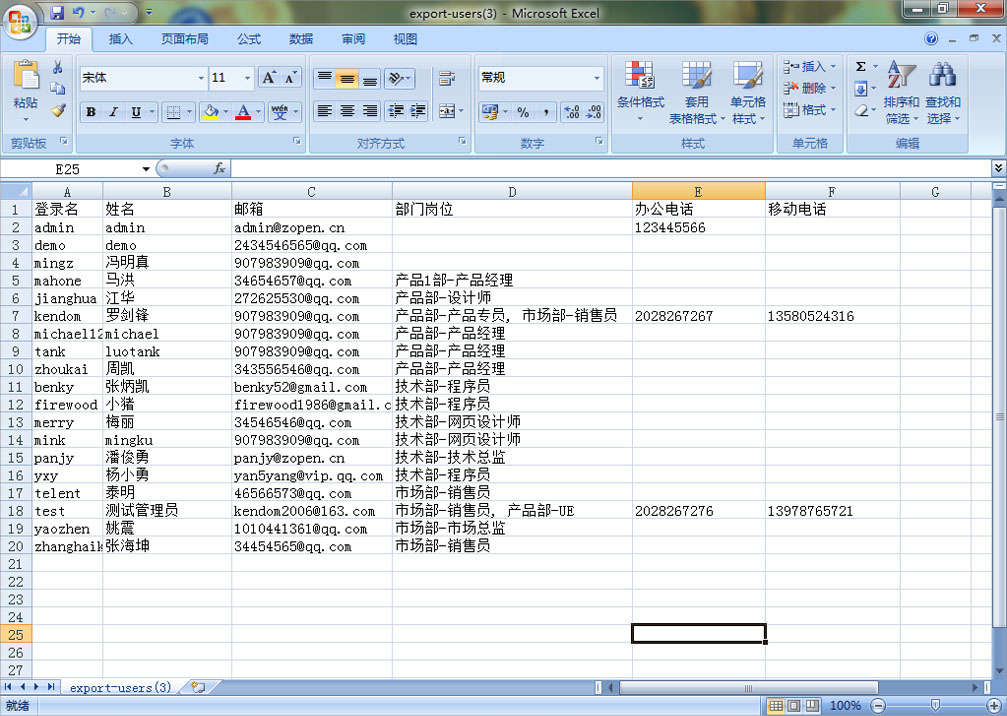 export-users(3) - Microsoft Excel
开始 插入 页面布局 公式 数据 审阅 视图
宋体 11 常规
粘贴 条件格式 套用 表格格式 单元格 样式 插入 删除 格式 排序和 筛选 查找和 选择
B I U
剪贴板 字体 对齐方式 数字 样式 单元格 编辑
E25 fx
A B C D E F G
1 登录名 姓名 邮箱 部门岗位 办公电话 移动电话
2 admin admin admin@zopen.cn 123445566
3 demo demo 2434546565@qq.com
4 mingz 冯明真 907983909@qq.com
5 mahone 马洪 34654657@qq.com 产品1部-产品经理
6 jianghua 江华 272625530@qq.com 产品部-设计师
7 kendom 罗剑锋 907983909@qq.com 产品部-产品专员, 市场部-销售员 2028267267 13580524316
8 michael12 michael 907983909@qq.com 产品部-产品经理
9 tank luotank 907983909@qq.com 产品部-产品经理
10 zhoukai 周凯 343556546@qq.com 产品部-产品经理
11 benky 张炳凯 benky52@gmail.com 技术部-程序员
12 firewood 小猪 firewood1986@gmail.c 技术部-程序员
13 merry 梅丽 34546546@qq.com 技术部-网页设计师
14 mink mingku 907983909@qq.com 技术部-网页设计师
15 panjy 潘俊勇 panjy@zopen.cn 技术部-技术总监
16 yxy 杨小勇 yan5yang@vip.qq.com 技术部-程序员
17 telent 泰明 46566573@qq.com 市场部-销售员
18 test 测试管理员 kendom2006@163.com 市场部-销售员, 产品部-UE 2028267276 13978765721
19 yaozhen 姚震 1010441361@qq.com 市场部-市场总监
20 zhanghaik 张海坤 34454565@qq.com 市场部-销售员
21
22
23
24
25
26
27
export-users(3)
就绪 100%